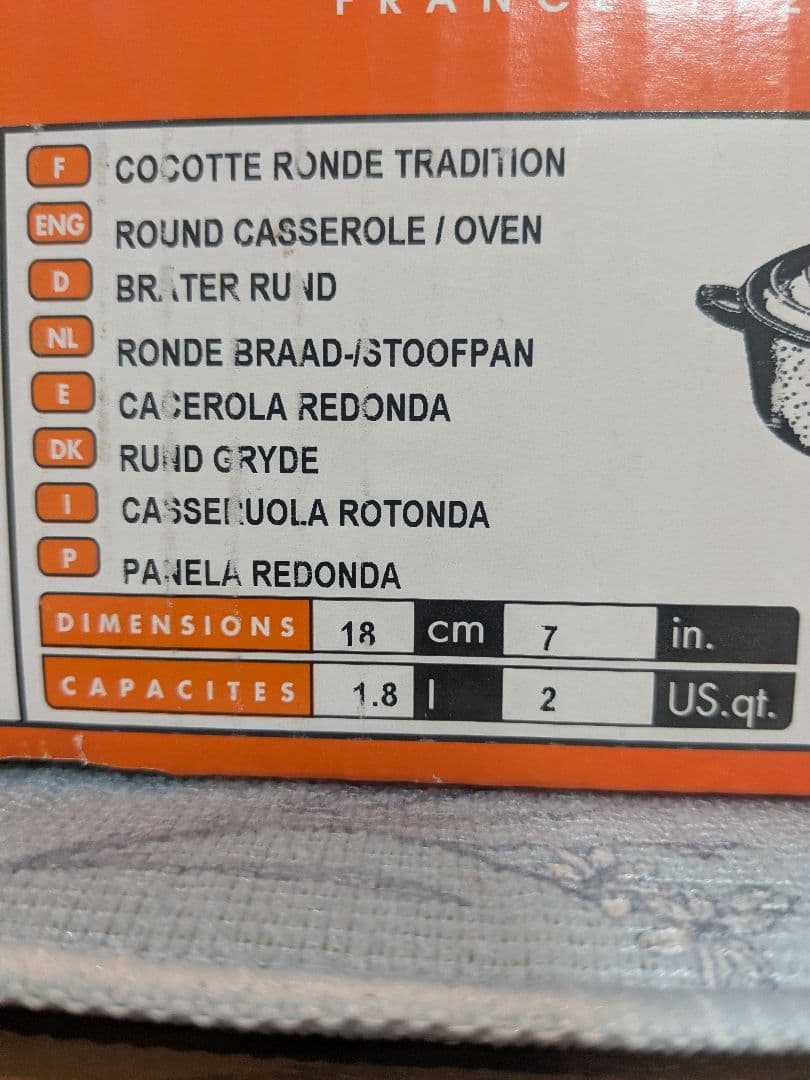 F COCOTTE RONDE TRADITION
ENG ROUND CASSEROLE / OVEN
D BRATER RUND
NL RONDE BRAAD-/STOOFPAN
E CACEROLA REDONDA
DK RUND GRYDE
I CASSERUOLA ROTONDA
P PANELA REDONDA
DIMENSIONS 18 cm 7 in.
CAPACITES 1.8 l 2 US.qt.